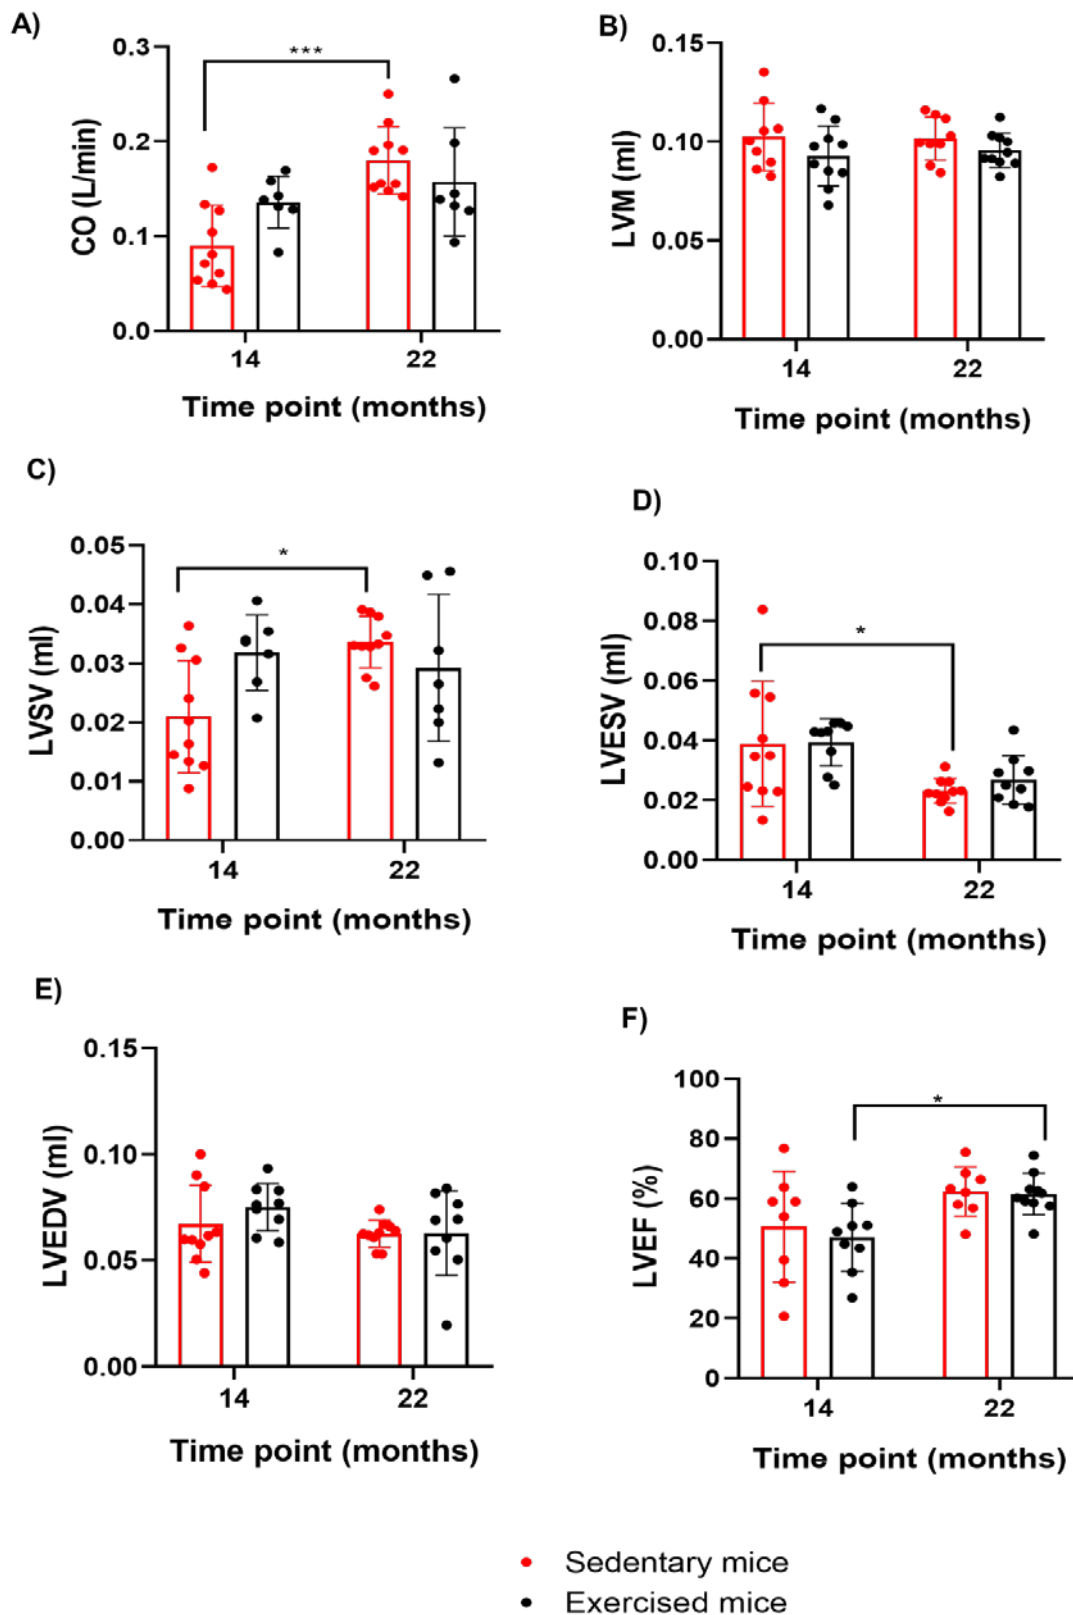 A)
0.3
0.2
0.1
0.0
CO (L/min)
***
14 22
Time point (months)
B)
0.15
0.10
0.05
0.00
LVM (ml)
14 22
Time point (months)
C)
0.05
0.04
0.03
0.02
0.01
0.00
LVSV (ml)
*
14 22
Time point (months)
D)
0.10
0.08
0.06
0.04
0.02
0.00
LVESV (ml)
*
14 22
Time point (months)
E)
0.15
0.10
0.05
0.00
LVEDV (ml)
14 22
Time point (months)
F)
100
80
60
40
20
0
LVEF (%)
*
14 22
Time point (months)
Sedentary mice
Exercised mice